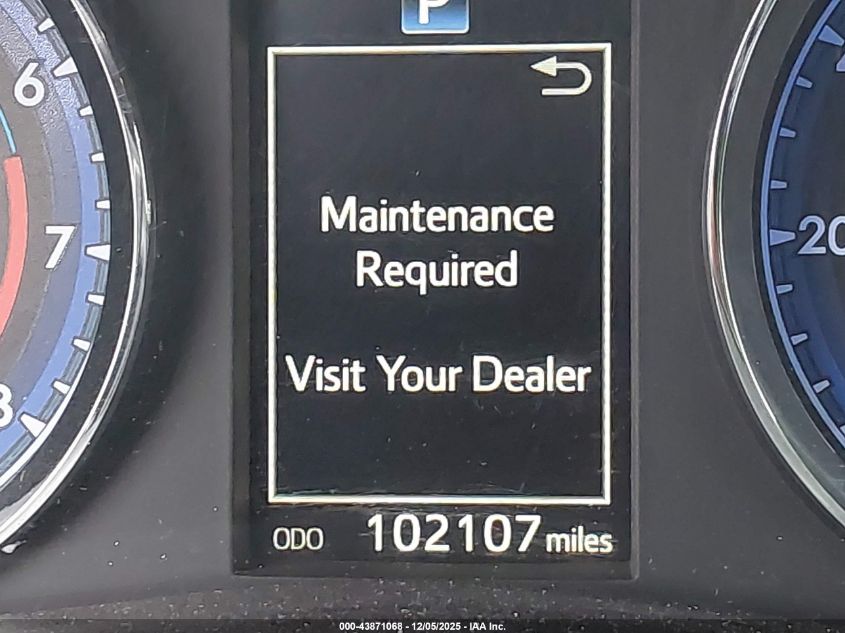 P
6
7
8
20
Maintenance
Required
Visit Your Dealer
ODO 102107 miles
000-43871068 - 12/05/2025 - IAA Inc.